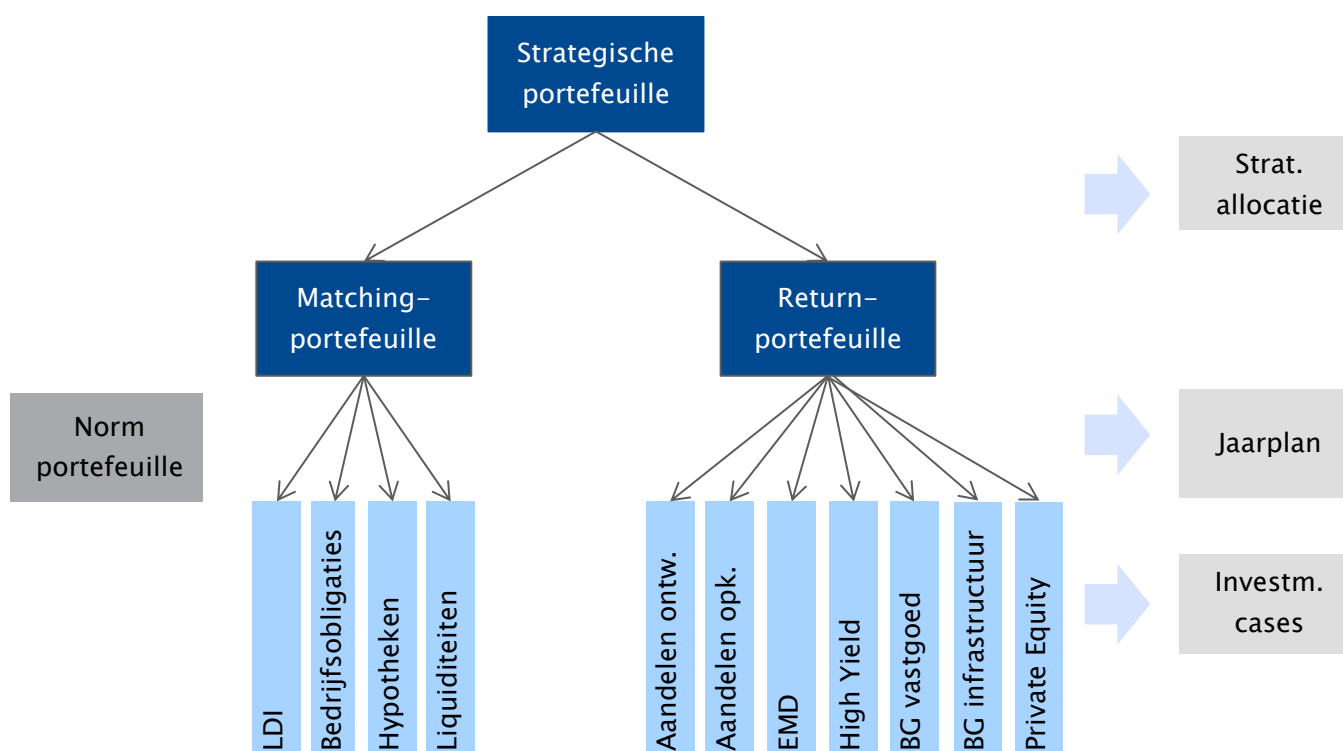 Strategische
portefeuille
Strat.
allocatie
Matching-
portefeuille
Return-
portefeuille
Norm
portefeuille
Jaarplan
LDI
Bedrijfsobligaties
Hypotheken
Liquiditeiten
Aandelen ontw.
Aandelen opk.
EMD
High Yield
BG vastgoed
BG infrastructuur
Private Equity
Investm.
cases